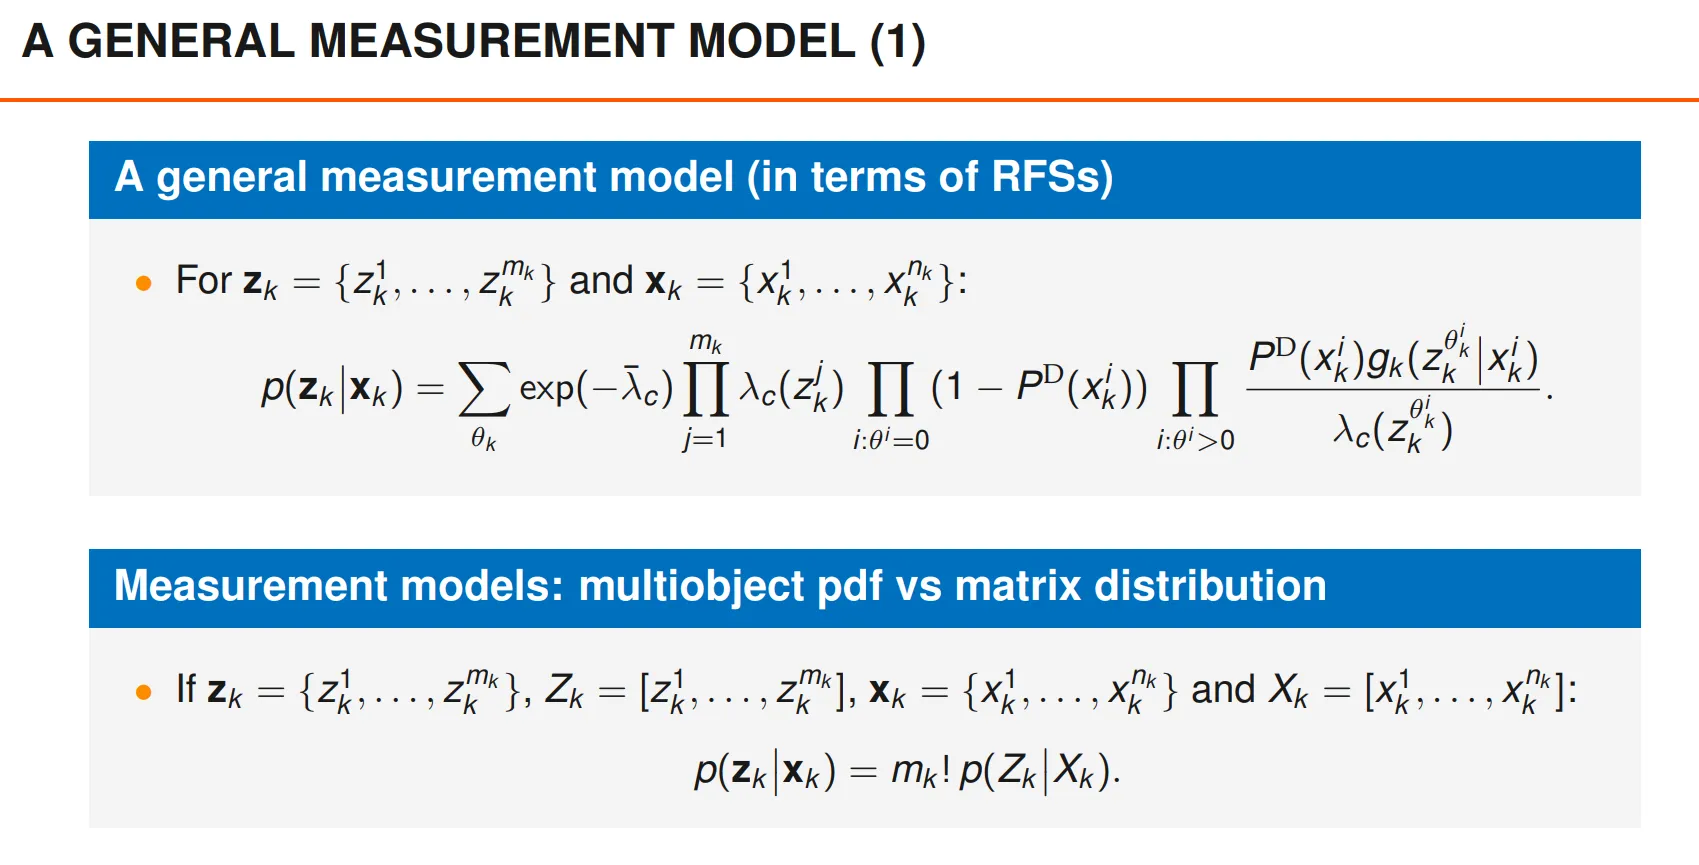 A GENERAL MEASUREMENT MODEL (1)
A general measurement model (in terms of RFSs)
• For $\mathbf{z}_k = \{z_k^1, \ldots, z_k^{m_k}\}$ and $\mathbf{x}_k = \{x_k^1, \ldots, x_k^{n_k}\}$:
$p(\mathbf{z}_k|\mathbf{x}_k) = \sum_{\theta_k} \exp(-\bar{\lambda}_c) \prod_{j=1}^{m_k} \lambda_c(z_k^j) \prod_{i:\theta^i=0} (1 - P^{\mathrm{D}}(x_k^i)) \prod_{i:\theta^i>0} \frac{P^{\mathrm{D}}(x_k^i) g_k(z_k^{\theta_k^i}|x_k^i)}{\lambda_c(z_k^{\theta_k^i})}.$
Measurement models: multiobject pdf vs matrix distribution
• If $\mathbf{z}_k = \{z_k^1, \ldots, z_k^{m_k}\}$, $Z_k = [z_k^1, \ldots, z_k^{m_k}]$, $\mathbf{x}_k = \{x_k^1, \ldots, x_k^{n_k}\}$ and $X_k = [x_k^1, \ldots, x_k^{n_k}]$:
$p(\mathbf{z}_k|\mathbf{x}_k) = m_k!\, p(Z_k|X_k).$